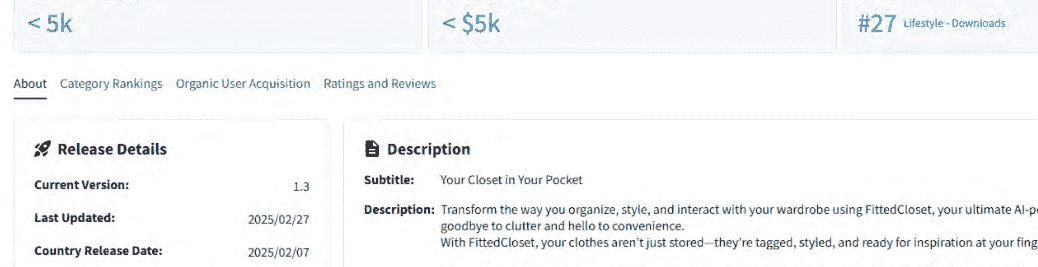 < 5k
< $5k
#27 Lifestyle - Downloads
About Category Rankings Organic User Acquisition Ratings and Reviews
Release Details
Current Version: 1.3
Last Updated: 2025/02/27
Country Release Date: 2025/02/07
Description
Subtitle: Your Closet in Your Pocket
Description: Transform the way you organize, style, and interact with your wardrobe using FittedCloset, your ultimate AI-p
goodbye to clutter and hello to convenience.
With FittedCloset, your clothes aren't just stored—they're tagged, styled, and ready for inspiration at your fing